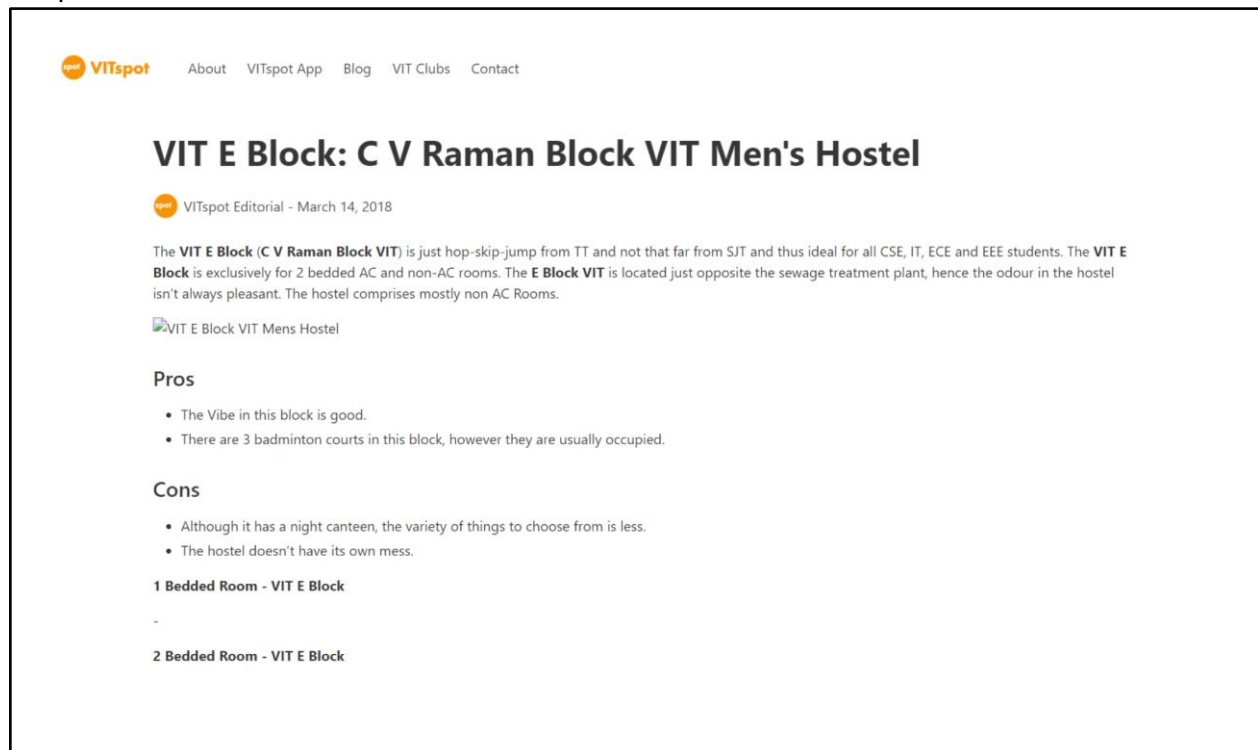 spot VITspot About VITspot App Blog VIT Clubs Contact
VIT E Block: C V Raman Block VIT Men's Hostel
spot VITspot Editorial - March 14, 2018
The VIT E Block (C V Raman Block VIT) is just hop-skip-jump from TT and not that far from SJT and thus ideal for all CSE, IT, ECE and EEE students. The VIT E
Block is exclusively for 2 bedded AC and non-AC rooms. The E Block VIT is located just opposite the sewage treatment plant, hence the odour in the hostel
isn't always pleasant. The hostel comprises mostly non AC Rooms.
VIT E Block VIT Mens Hostel
Pros
• The Vibe in this block is good.
• There are 3 badminton courts in this block, however they are usually occupied.
Cons
• Although it has a night canteen, the variety of things to choose from is less.
• The hostel doesn't have its own mess.
1 Bedded Room - VIT E Block
-
2 Bedded Room - VIT E Block